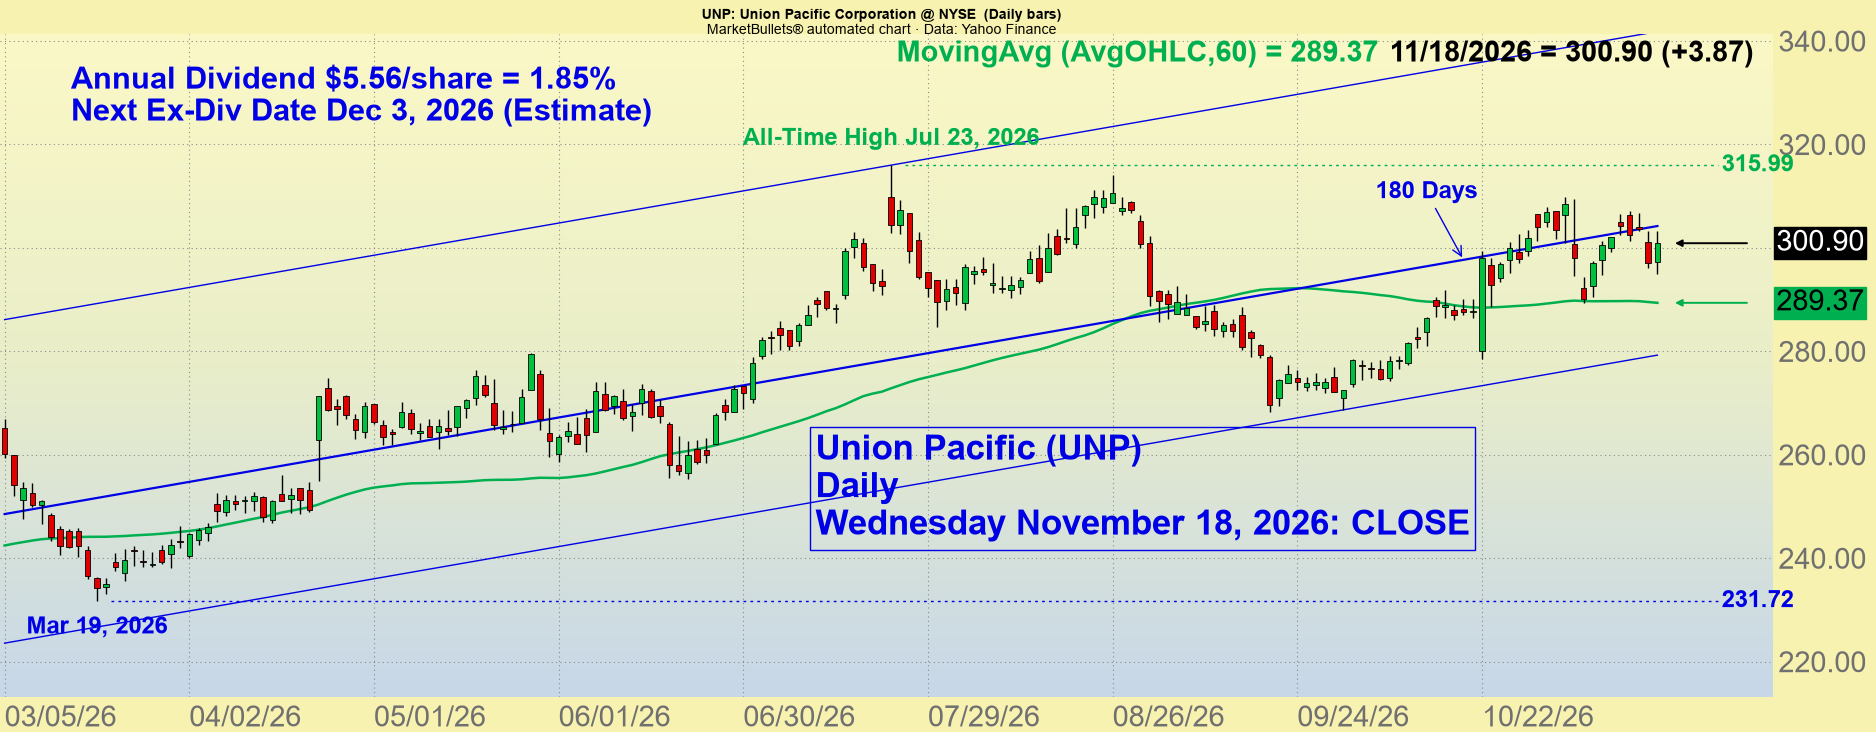 UNP: Union Pacific Corporation @ NYSE (Daily bars)
MarketBullets® automated chart · Data: Yahoo Finance
MovingAvg (AvgOHLC,60) = 289.37 11/18/2026 = 300.90 (+3.87)
340.00
Annual Dividend $5.56/share = 1.85%
Next Ex-Div Date Dec 3, 2026 (Estimate)
All-Time High Jul 23, 2026
320.00
315.99
180 Days
300.90
289.37
280.00
260.00
Union Pacific (UNP)
Daily
Wednesday November 18, 2026: CLOSE
240.00
231.72
Mar 19, 2026
220.00
03/05/26 04/02/26 05/01/26 06/01/26 06/30/26 07/29/26 08/26/26 09/24/26 10/22/26